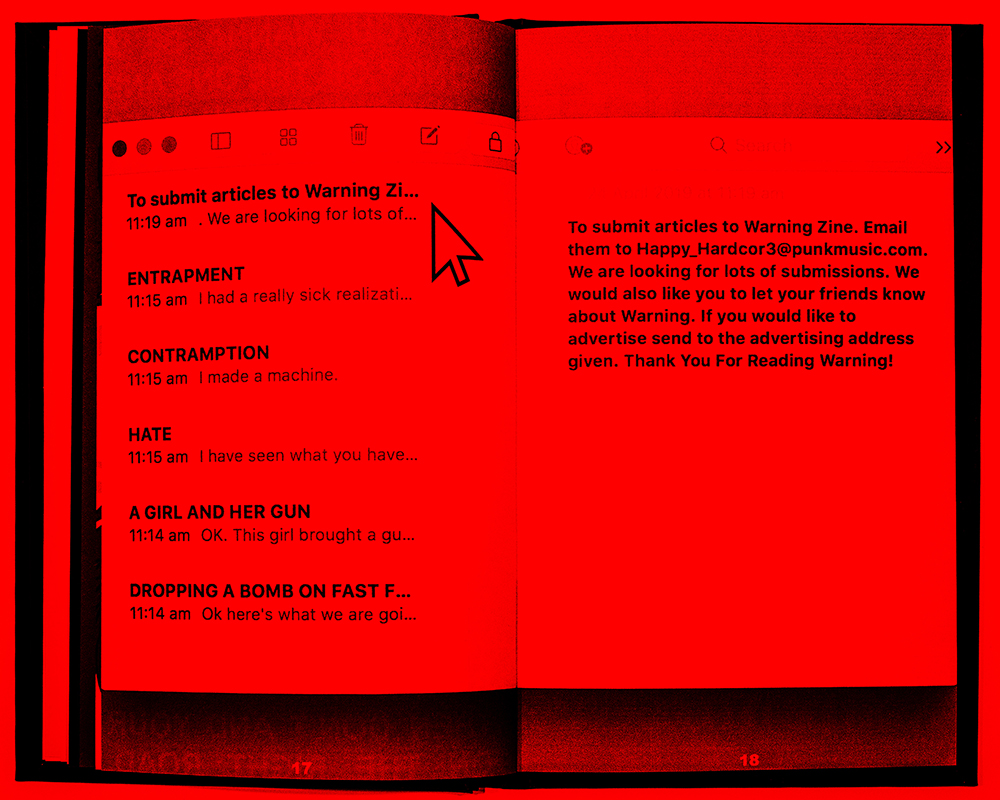 To submit articles to Warning Zi...
11:19 am . We are looking for lots of...
ENTRAPMENT
11:15 am I had a really sick realizati...
CONTRAMPTION
11:15 am I made a machine.
HATE
11:15 am I have seen what you have...
A GIRL AND HER GUN
11:14 am OK. This girl brought a gu...
DROPPING A BOMB ON FAST F...
11:14 am Ok here's what we are goi...
17
Search
To submit articles to Warning Zine. Email
them to Happy_Hardcor3@punkmusic.com.
We are looking for lots of submissions. We
would also like you to let your friends know
about Warning. If you would like to
advertise send to the advertising address
given. Thank You For Reading Warning!
18